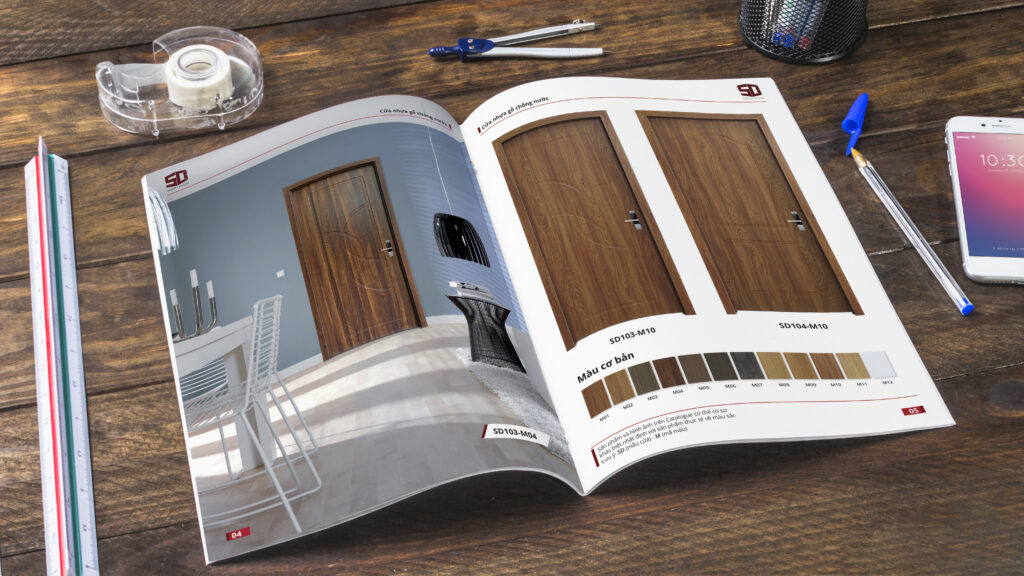 SD
Cửa nhựa gỗ chống nước
SD103-M04
04
Cửa nhựa gỗ chống nước
SD
SD103-M10
SD104-M10
Màu cơ bản
M01 M02 M03 M04 M05 M06 M07 M08 M09 M10 M11 M12
Sản phẩm và hình ảnh trên Catalogue có thể có sự
khác biệt nhất định với sản phẩm thực tế về màu sắc.
Lưu ý: SD (mẫu cửa) - M (mã màu)
05
10:30